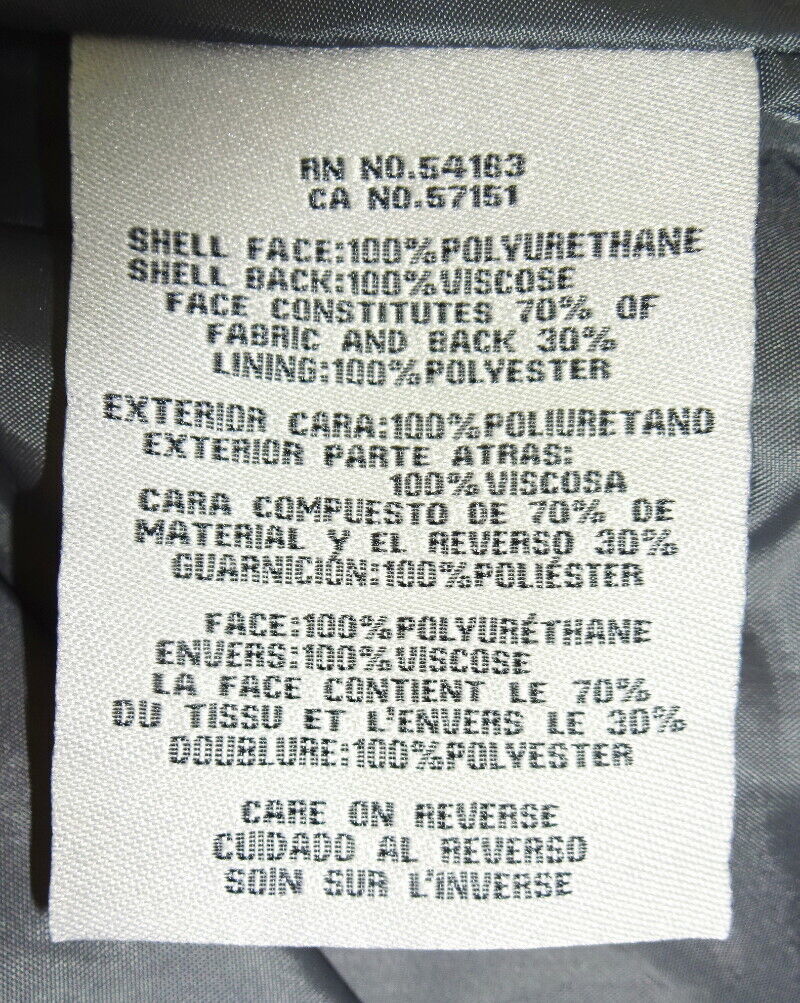 RN NO.54163
CA NO.57151
SHELL FACE:100%POLYURETHANE
SHELL BACK:100%VISCOSE
FACE CONSTITUTES 70% OF
FABRIC AND BACK 30%
LINING:100%POLYESTER
EXTERIOR CARA:100%POLIURETANO
EXTERIOR PARTE ATRAS:
100%VISCOSA
CARA COMPUESTO DE 70% DE
MATERIAL Y EL REVERSO 30%
GUARNICIÓN:100%POLIÉSTER
FACE:100%POLYURÉTHANE
ENVERS:100%VISCOSE
LA FACE CONTIENT LE 70%
DU TISSU ET L'ENVERS LE 30%
DOUBLURE:100%POLYESTER
CARE ON REVERSE
CUIDADO AL REVERSO
SOIN SUR L'INVERSE